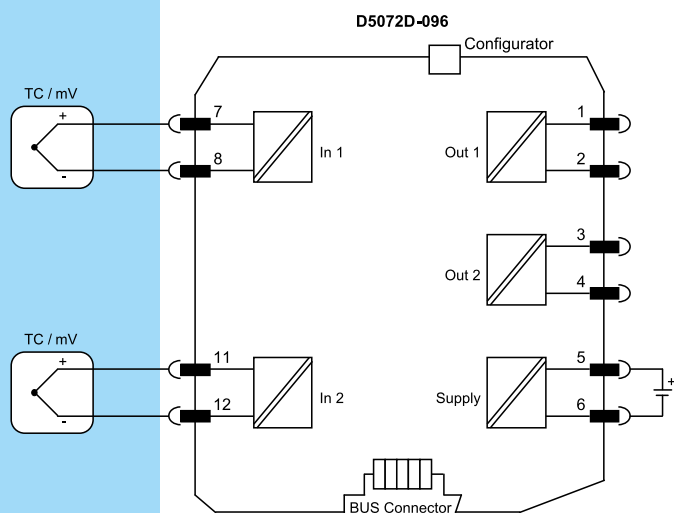 D5072D-096
Configurator
TC / mV
+
-
7
8
In 1
Out 1
1
2
Out 2
3
4
TC / mV
+
-
11
12
In 2
Supply
5
6
+
BUS Connector